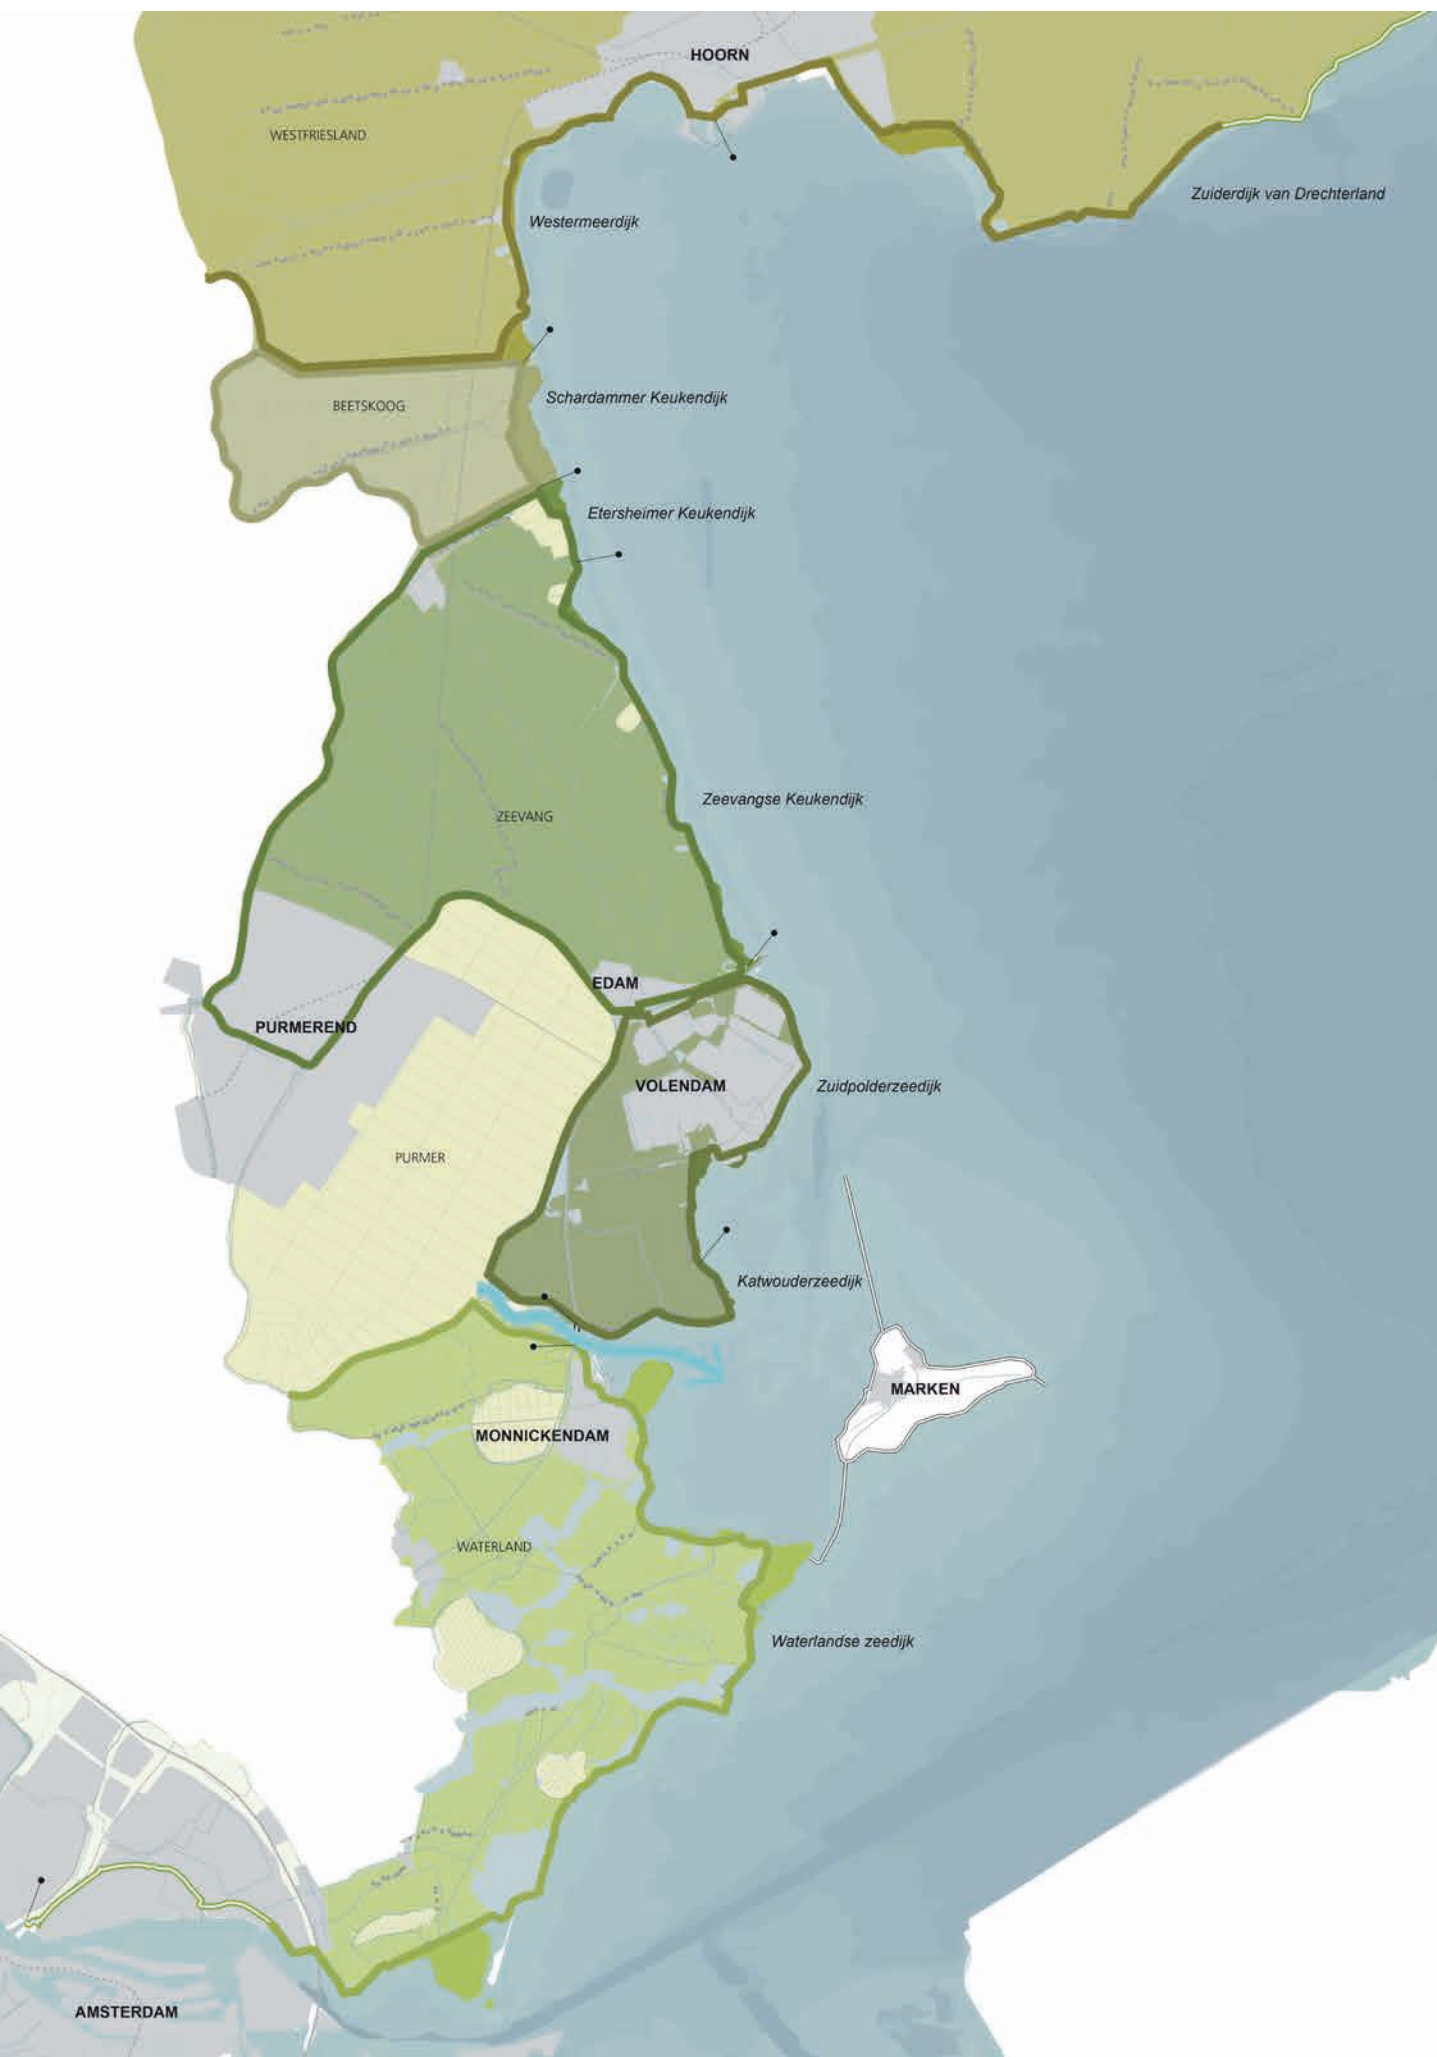 HOORN
WESTFRIESLAND
Zuiderdijk van Drechterland
Westermeerdijk
Schardammer Keukendijk
BEETSKOOG
Etersheimer Keukendijk
Zeevangse Keukendijk
ZEEVANG
EDAM
PURMEREND
VOLENDAM
Zuidpolderzeedijk
PURMER
Katwouderzeedijk
MARKEN
MONNICKENDAM
WATERLAND
Waterlandse zeedijk
AMSTERDAM